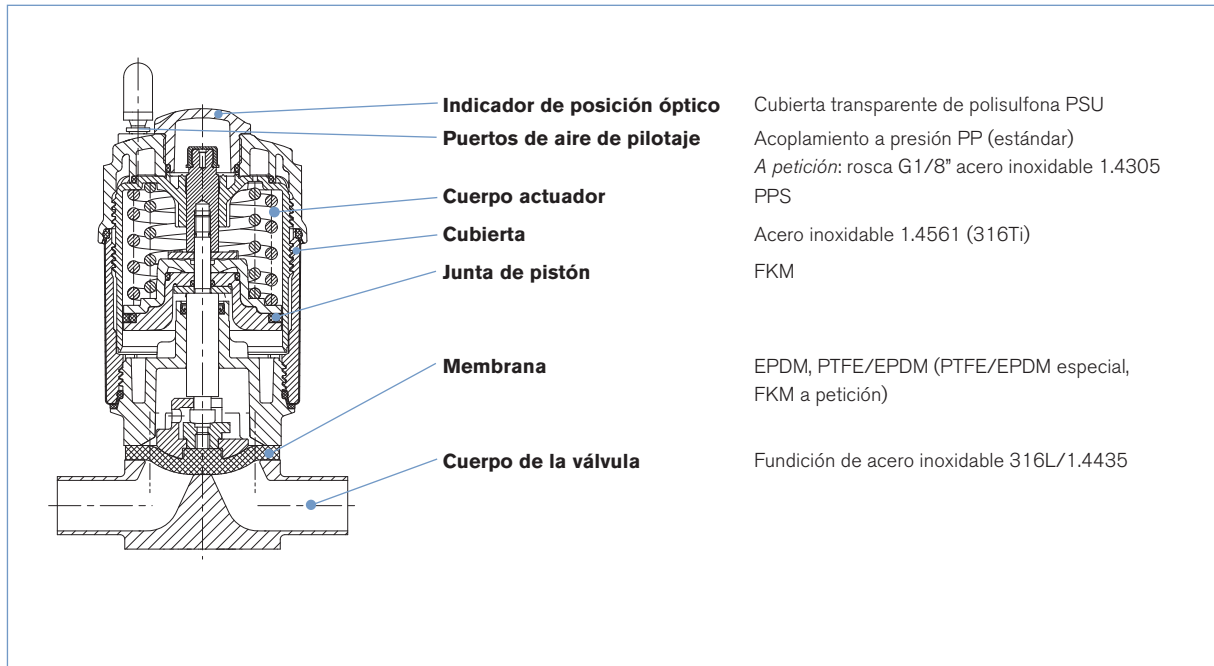 Indicador de posición óptico Cubierta transparente de polisulfona PSU
Puertos de aire de pilotaje Acoplamiento a presión PP (estándar)
A petición: rosca G1/8” acero inoxidable 1.4305
Cuerpo actuador PPS
Cubierta Acero inoxidable 1.4561 (316Ti)
Junta de pistón FKM
Membrana EPDM, PTFE/EPDM (PTFE/EPDM especial,
FKM a petición)
Cuerpo de la válvula Fundición de acero inoxidable 316L/1.4435